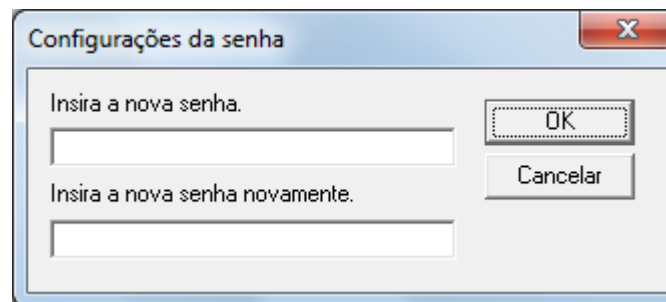 Configurações da senha
Insira a nova senha.
OK
Cancelar
Insira a nova senha novamente.